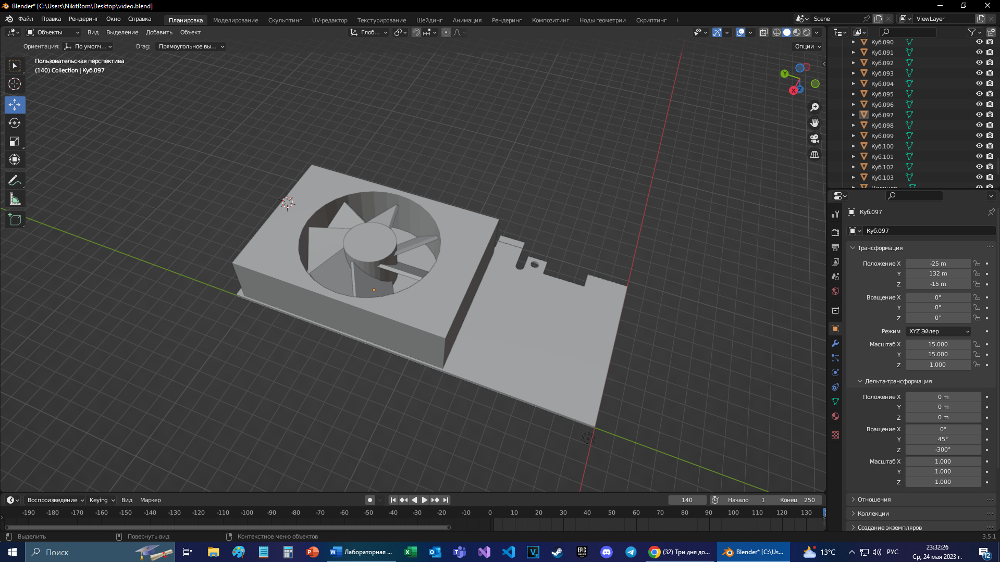 Blender* [C:\Users\NikitRom\Desktop\video.blend]
Файл Правка Рендеринг Окно Справка
Планировка Моделирование Скульптинг UV-редактор Текстурирование Шейдинг Анимация Рендеринг Композитинг Ноды геометрии Скриптинг +
Scene
ViewLayer
Объекты Вид Выделение Добавить Объект
Глоб...
Ориентация: По умолч... Drag: Прямоугольное вы...
Опции
Пользовательская перспектива
(140) Collection | Куб.097
Y
X
Z
Куб.090
Куб.091
Куб.092
Куб.093
Куб.094
Куб.095
Куб.096
Куб.097
Куб.098
Куб.099
Куб.100
Куб.101
Куб.102
Куб.103
Цилиндр
Куб.097
Куб.097
Трансформация
Положение X -25 m
Y 132 m
Z -15 m
Вращение X 0°
Y 0°
Z 0°
Режим XYZ Эйлер
Масштаб X 15.000
Y 15.000
Z 1.000
Дельта-трансформация
Положение X 0 m
Y 0 m
Z 0 m
Вращение X 0°
Y 45°
Z -300°
Масштаб X 1.000
Y 1.000
Z 1.000
Отношения
Коллекции
Создание экземпляров
Воспроизведение Keying Вид Маркер
140 Начало 1 Конец 250
-190 -180 -170 -160 -150 -140 -130 -120 -110 -100 -90 -80 -70 -60 -50 -40 -30 -20 -10 0 10 20 30 40 50 60 70 80 90 100 110 120 130
Выделить Повернуть вид Контекстное меню объектов
3.5.1
Поиск
Лабораторная ...
(32) Три дня до...
Blender* [C:\Us...
13°C
РУС
23:32:26
Ср, 24 мая 2023 г.
12